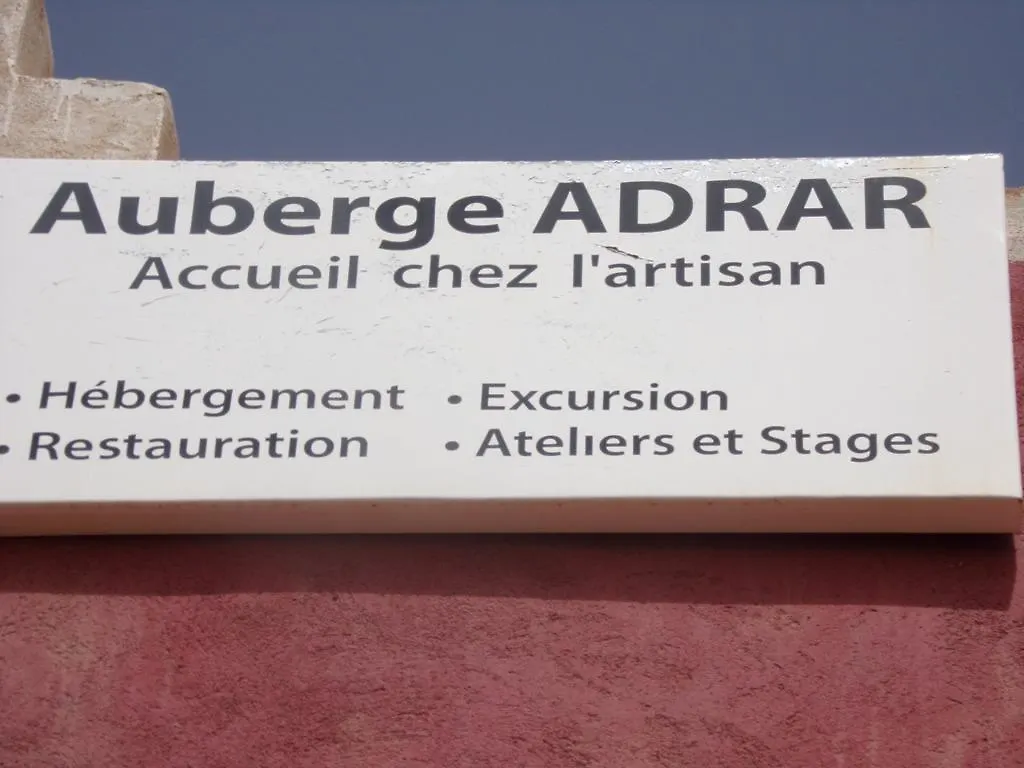 Auberge ADRAR
Accueil chez l'artisan
• Hébergement • Excursion
• Restauration • Ateliers et Stages